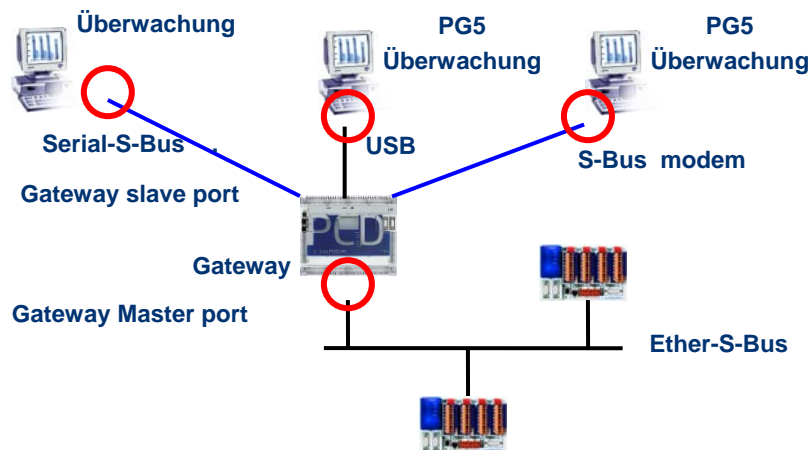 Überwachung
PG5
Überwachung
PG5
Überwachung
Serial-S-Bus .
USB
S-Bus modem
Gateway slave port
PCD
Gateway
Gateway Master port
Ether-S-Bus